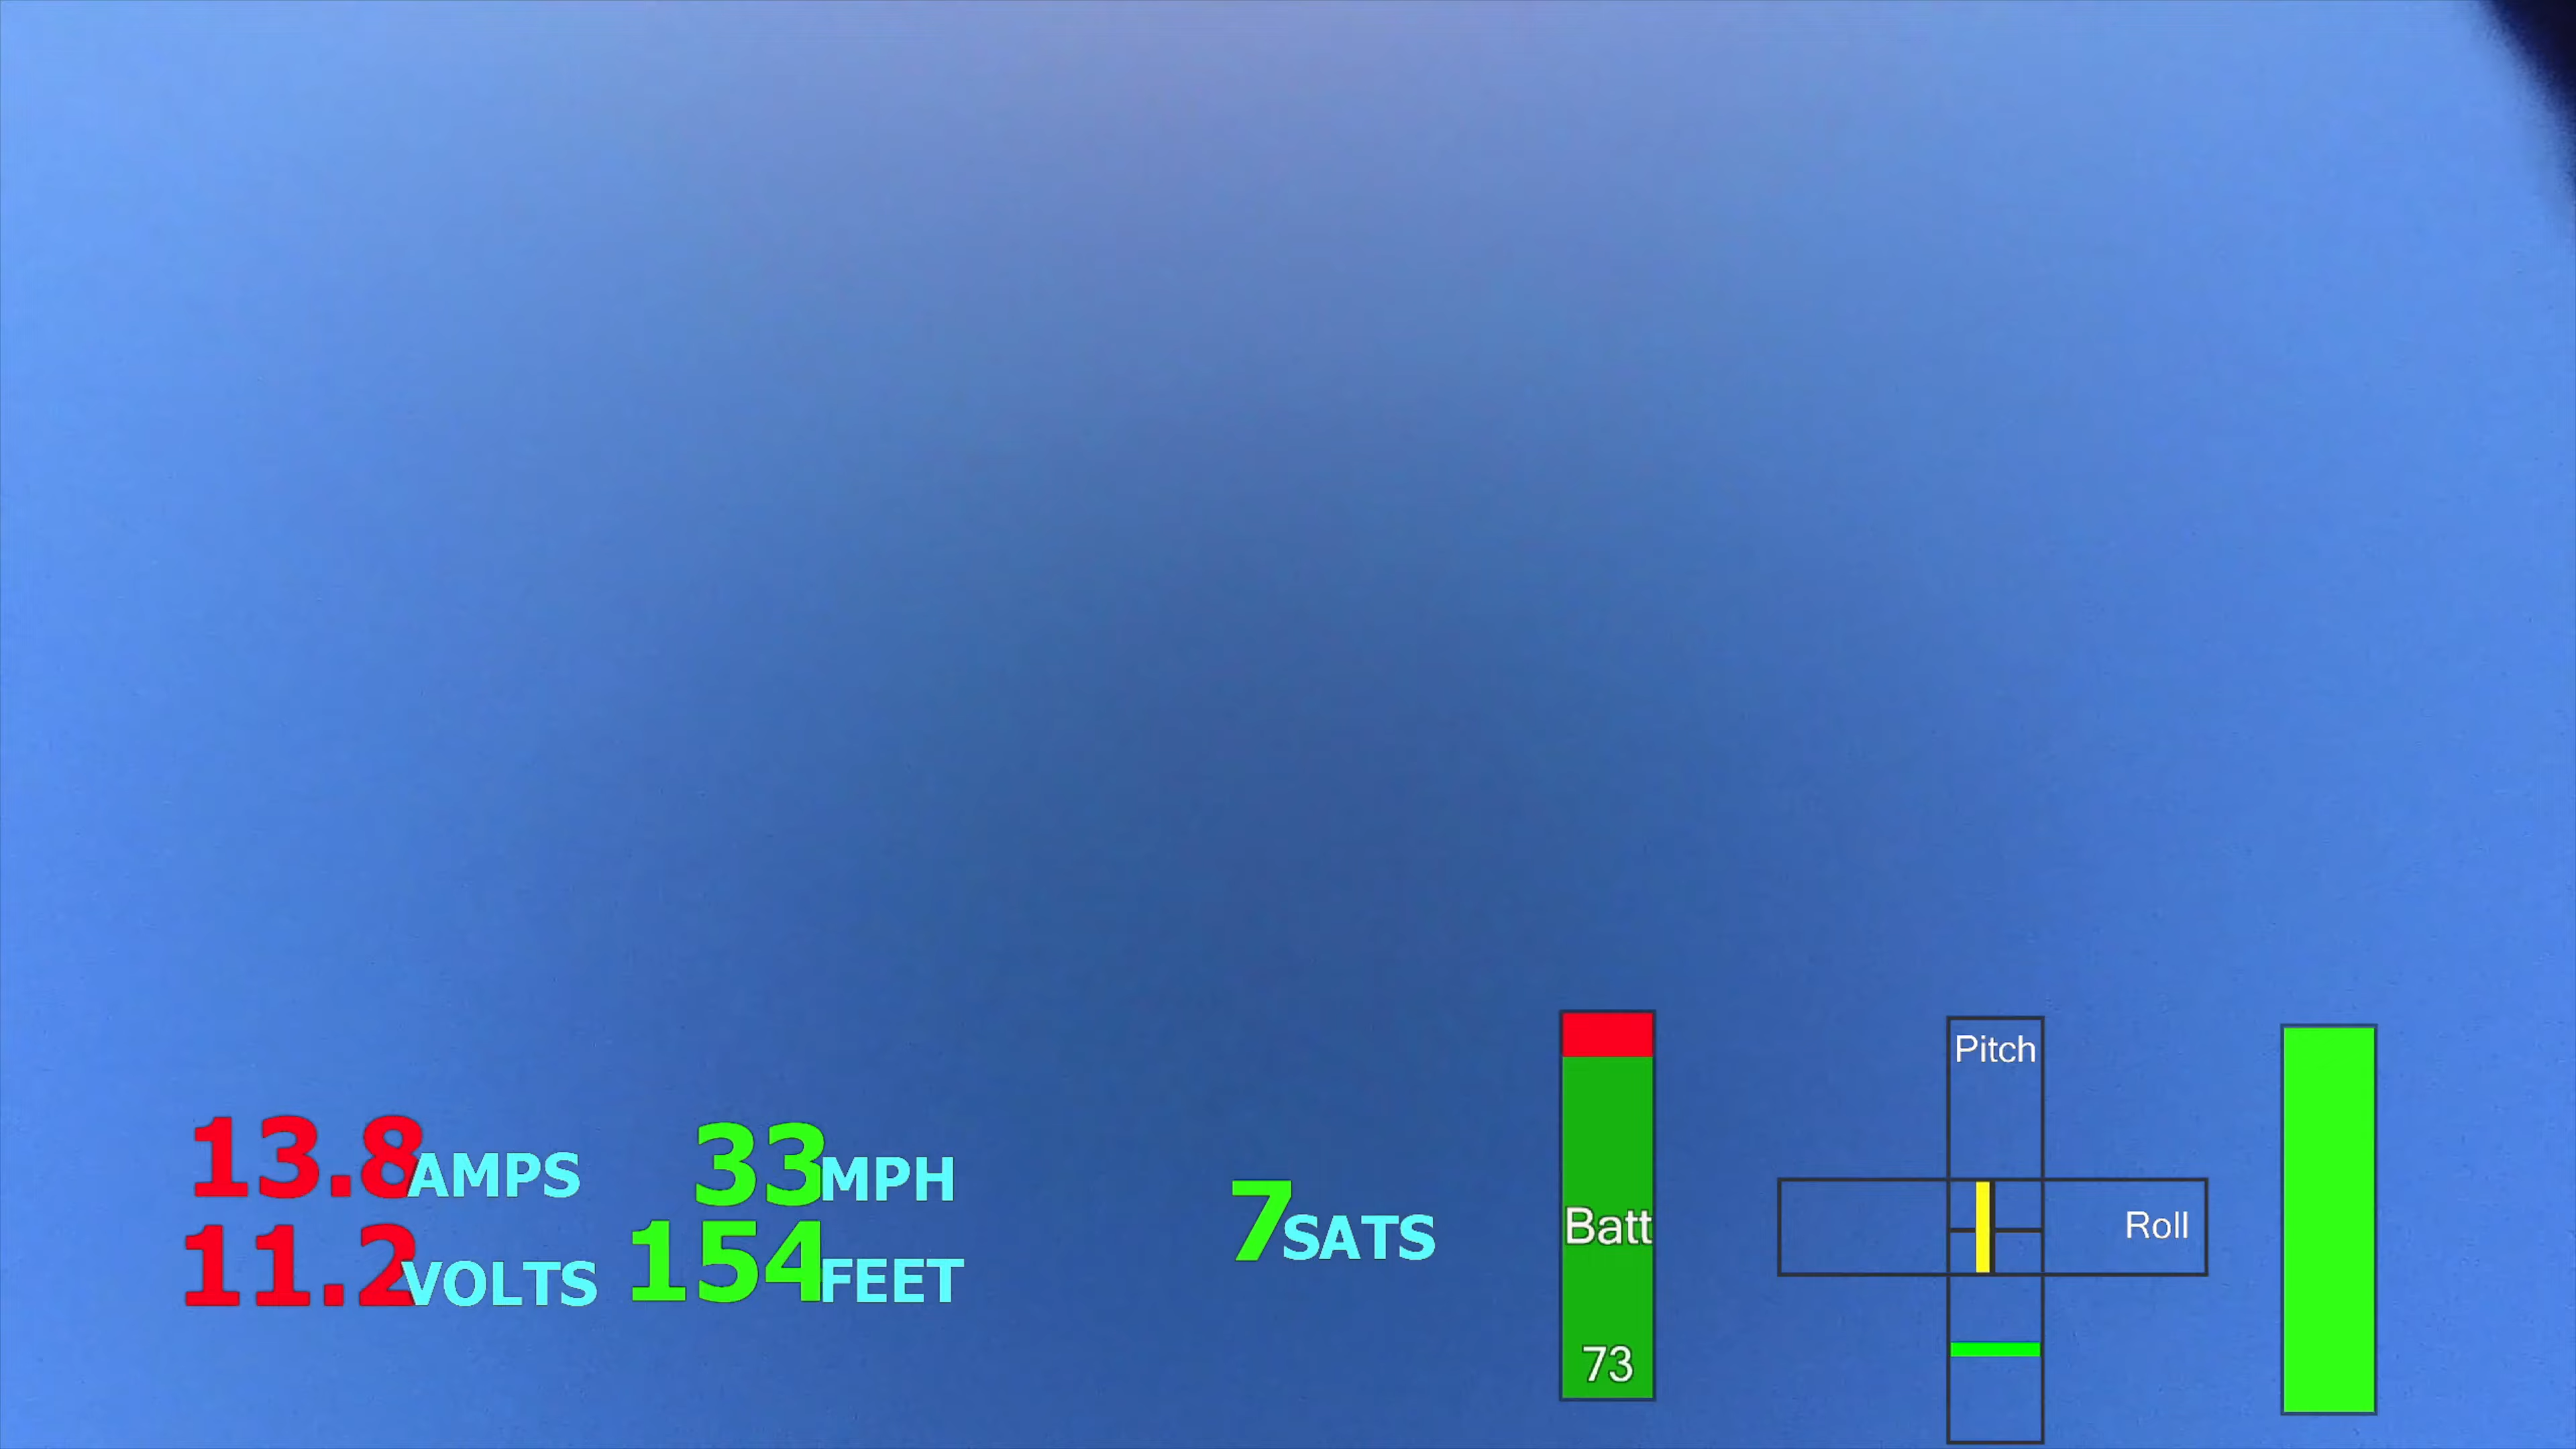 13.8AMPS
11.2VOLTS
33MPH
154FEET
7SATS
Batt
73
Pitch
Roll